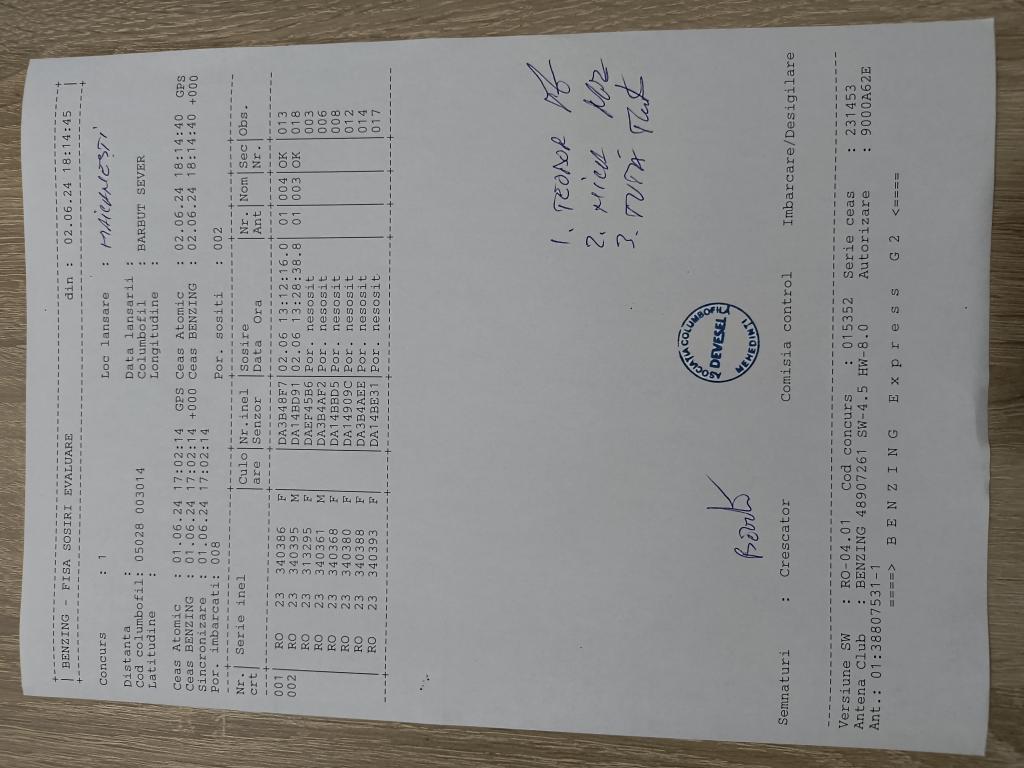 BENZING - FISA SOSIRI EVALUARE din : 02.06.24 18:14:45
Concurs : 1 Loc lansare : MAICANESTI
Distanta : Data lansarii :
Cod columbofil: 05028 003014 Columbofil : BARBUT SEVER
Latitudine : Longitudine :
Ceas Atomic : 01.06.24 17:02:14 GPS Ceas Atomic : 02.06.24 18:14:40 GPS
Ceas BENZING : 01.06.24 17:02:14 +000 Ceas BENZING : 02.06.24 18:14:40 +000
Sincronizare : 01.06.24 17:02:14
Por. imbarcati: 008 Por. sositi : 002
Nr.| Serie inel |Culo|Nr.inel |Sosire |Nr.|Nom|Sec|Obs.
crt| |are |Senzor |Data Ora |Ant| |Nr.|
001 | RO 23 340386 F | |DA3B48F7|02.06 13:12:16.0| 01|004|OK |013
002 | RO 23 340395 M | |DA14BD91|02.06 13:28:38.8| 01|003|OK |018
| RO 23 313295 F | |DAEF45B6|Por. nesosit | | | |003
| RO 23 340361 M | |DA3B4AF2|Por. nesosit | | | |006
| RO 23 340368 F | |DA14BBD5|Por. nesosit | | | |008
| RO 23 340380 F | |DA14909C|Por. nesosit | | | |012
| RO 23 340388 F | |DA3B4AEE|Por. nesosit | | | |014
| RO 23 340393 F | |DA14BE31|Por. nesosit | | | |017
1. TEODOR
2. MICU
3. TUTĂ
ASOCIATIA COLUMBOFILĂ
DEVESEL
MEHEDINTI
Semnaturi : Crescator Comisia control Imbarcare/Desigilare
Versiune SW : RO-04.01 Cod concurs : 015352 Serie ceas : 231453
Antena Club : BENZING 48907261 SW-4.5 HW-8.0 Autorizare : 9000A62E
Ant.: 01:38807531-1
====> B E N Z I N G E x p r e s s G 2 <====